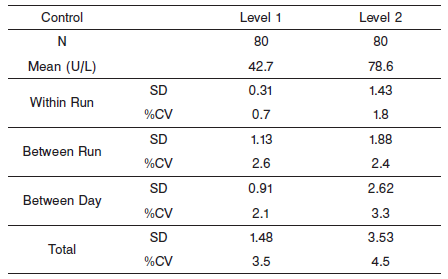 Control Level 1 Level 2
N 80 80
Mean (U/L) 42.7 78.6
Within Run SD 0.31 1.43
%CV 0.7 1.8
Between Run SD 1.13 1.88
%CV 2.6 2.4
Between Day SD 0.91 2.62
%CV 2.1 3.3
Total SD 1.48 3.53
%CV 3.5 4.5